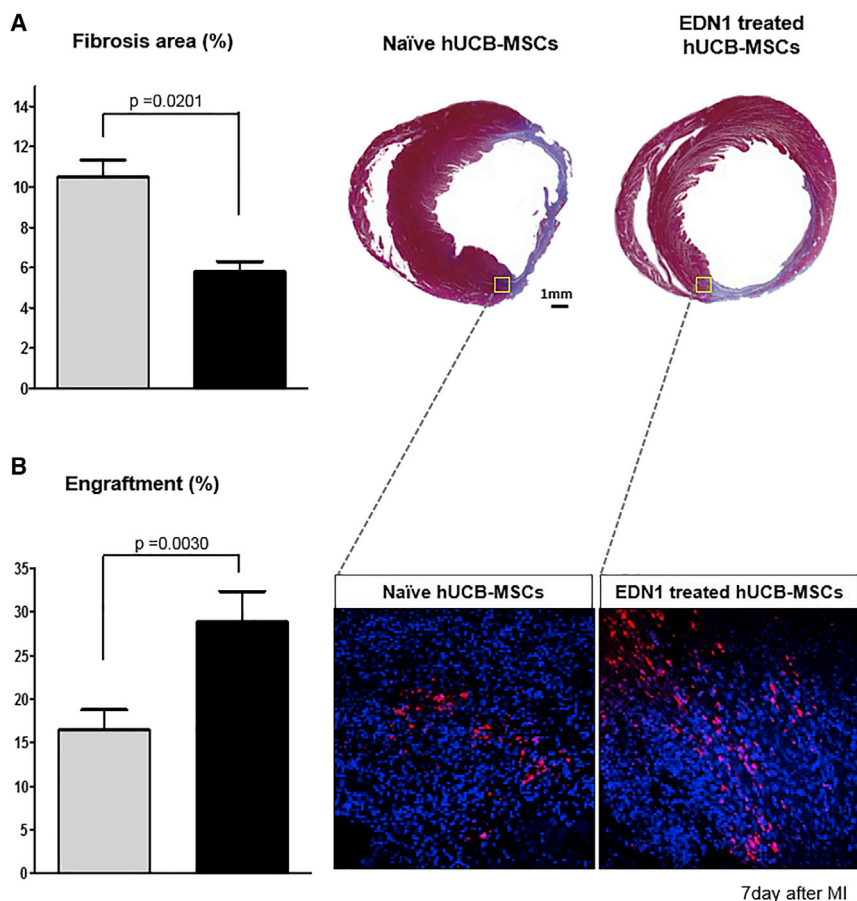 A
Fibrosis area (%)
Naïve hUCB-MSCs
EDN1 treated
hUCB-MSCs
14
12
10
8
6
4
2
0
p =0.0201
1mm
B
Engraftment (%)
35
30
25
20
15
10
5
0
p =0.0030
Naïve hUCB-MSCs
EDN1 treated hUCB-MSCs
7day after MI